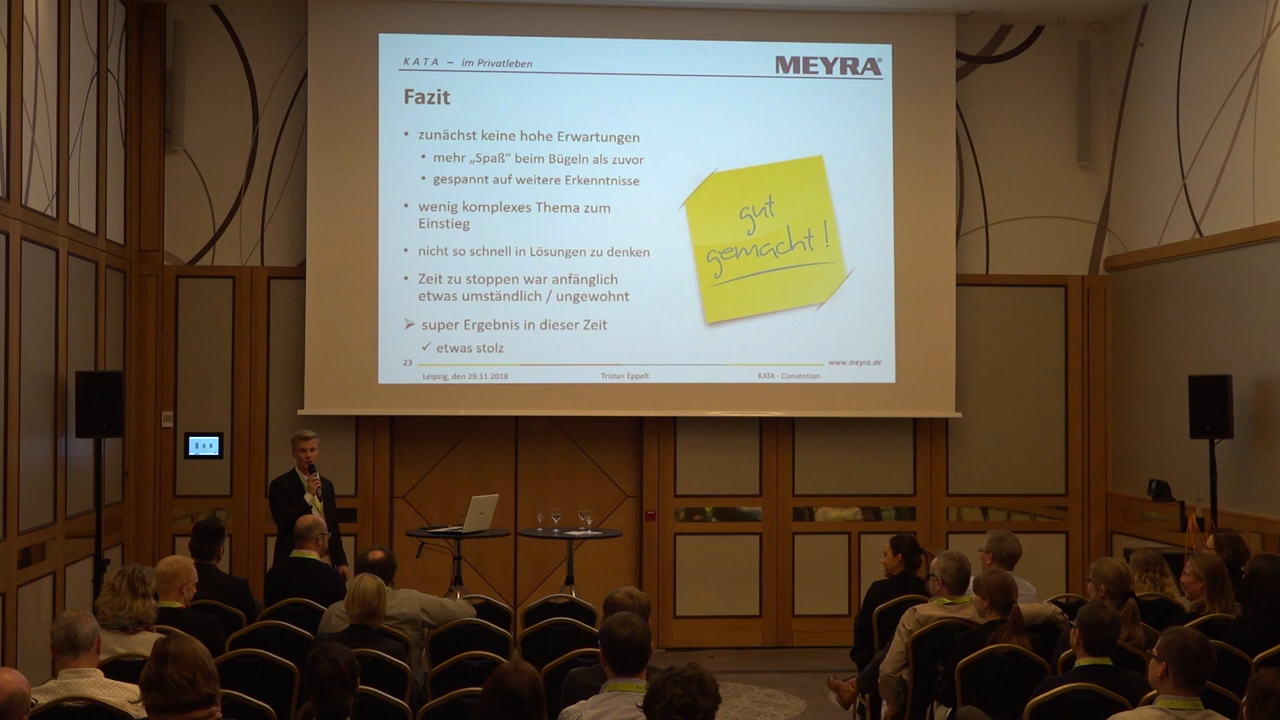 KATA – im Privatleben
MEYRA®
Fazit
• zunächst keine hohe Erwartungen
• mehr „Spaß“ beim Bügeln als zuvor
• gespannt auf weitere Erkenntnisse
• wenig komplexes Thema zum
Einstieg
• nicht so schnell in Lösungen zu denken
• Zeit zu stoppen war anfänglich
etwas umständlich / ungewohnt
➢ super Ergebnis in dieser Zeit
✓ etwas stolz
gut
gemacht!
23
www.meyra.de
Leipzig, den 29.11.2018
Tristan Eppelt
KATA - Convention